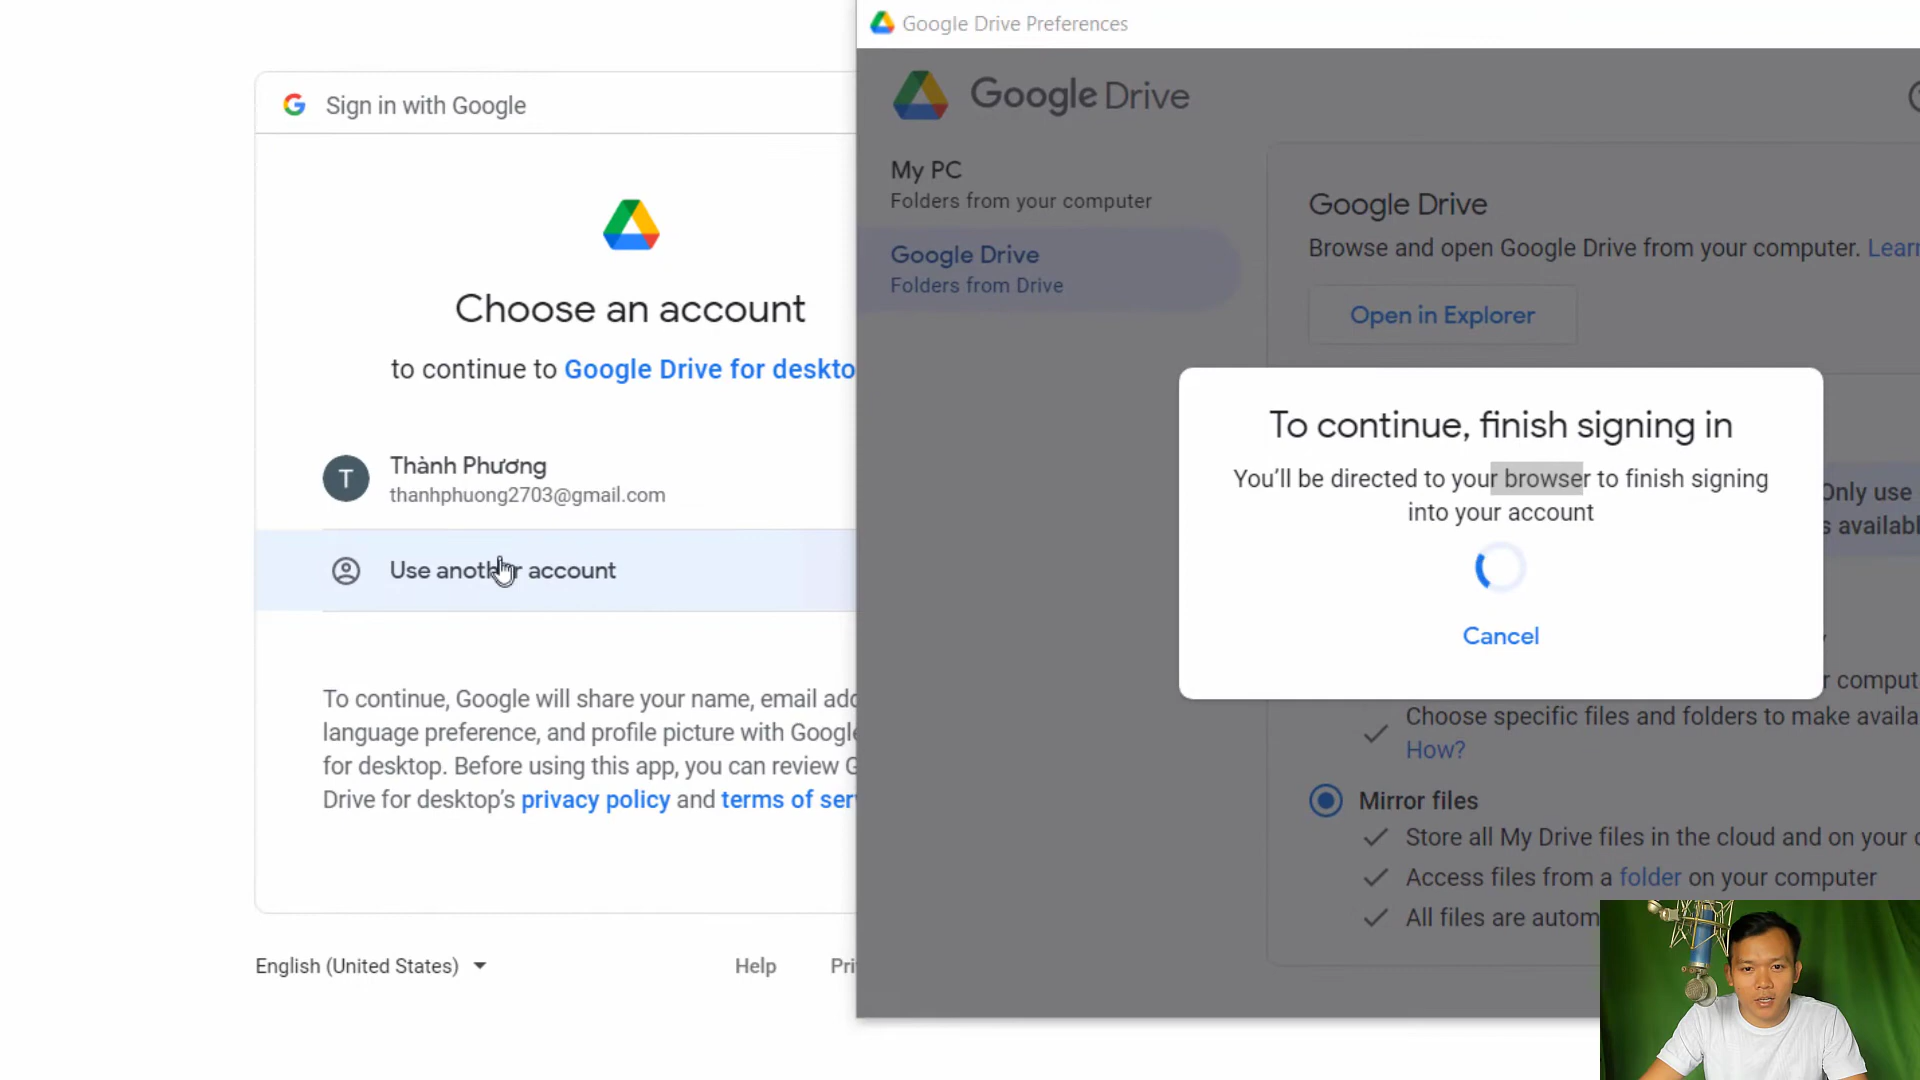 Sign in with Google
Choose an account
to continue to Google Drive for deskto
T
Thành Phương
thanhphuong2703@gmail.com
Use another account
To continue, Google will share your name, email add
language preference, and profile picture with Google
for desktop. Before using this app, you can review G
Drive for desktop's privacy policy and terms of ser
English (United States)
Help
Pri
Google Drive Preferences
Google Drive
My PC
Folders from your computer
Google Drive
Folders from Drive
Google Drive
Browse and open Google Drive from your computer. Learn
Open in Explorer
To continue, finish signing in
You'll be directed to your browser to finish signing
into your account
Cancel
Only use
s availabl
r comput
Choose specific files and folders to make availa
How?
Mirror files
Store all My Drive files in the cloud and on your c
Access files from a folder on your computer
All files are autom